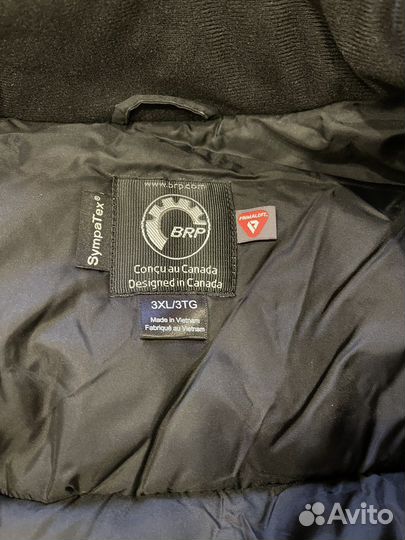 www.brp.com
BRP
Conçu au Canada
Designed in Canada
SympaTex®
PRIMALOFT
3XL/3TG
Made in Vietnam
Fabriqué au Vietnam
Avito